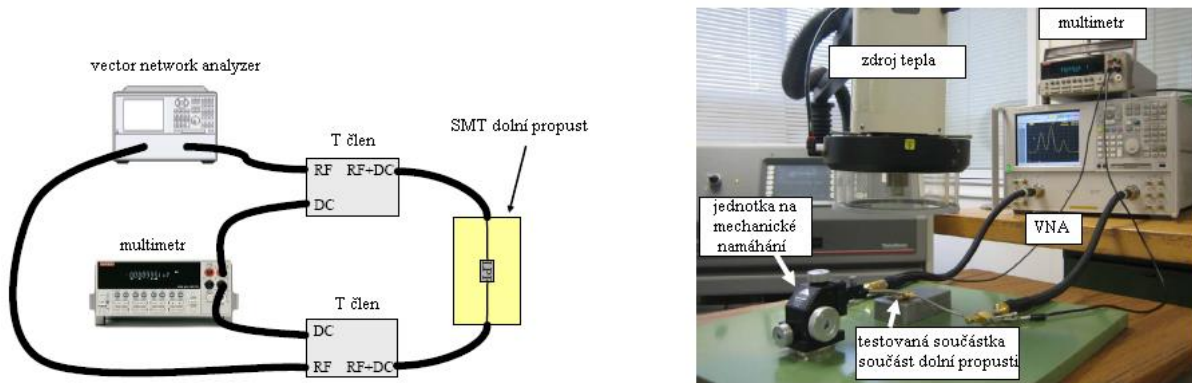 vector network analyzer
T člen
SMT dolní propust
RF RF+DC
DC
multimetr
T člen
DC
RF RF+DC
LPF
multimetr
zdroj tepla
jednotka na
mechanické
namáhání
VNA
testovaná součástka
součást dolní propusti